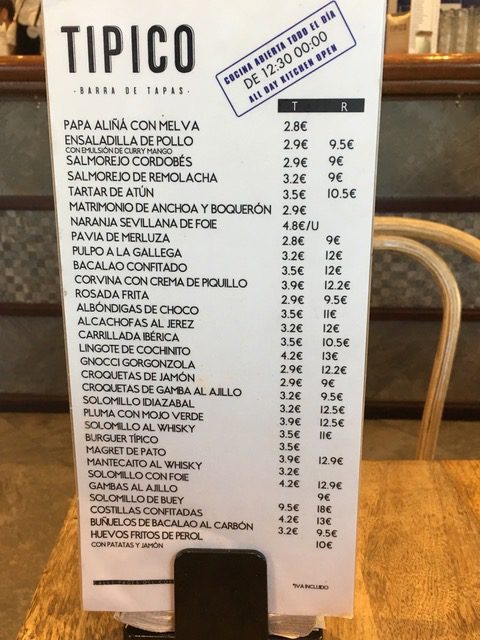 TIPICO
· BARRA DE TAPAS ·
COCINA ABIERTA TODO EL DÍA
DE 12:30 00:00
ALL DAY KITCHEN OPEN
T R
PAPA ALIÑÁ CON MELVA 2.8€
ENSALADILLA DE POLLO 2.9€ 9.5€
CON EMULSIÓN DE CURRY MANGO
SALMOREJO CORDOBÉS 2.9€ 9€
SALMOREJO DE REMOLACHA 3.2€ 9€
TARTAR DE ATÚN 3.5€ 10.5€
MATRIMONIO DE ANCHOA Y BOQUERÓN 2.9€
NARANJA SEVILLANA DE FOIE 4.8€/U
PAVIA DE MERLUZA 2.8€ 9€
PULPO A LA GALLEGA 3.2€ 12€
BACALAO CONFITADO 3.5€ 12€
CORVINA CON CREMA DE PIQUILLO 3.9€ 12.2€
ROSADA FRITA 2.9€ 9.5€
ALBÓNDIGAS DE CHOCO 3.5€ 11€
ALCACHOFAS AL JEREZ 3.2€ 12€
CARRILLADA IBÉRICA 3.5€ 10.5€
LINGOTE DE COCHINITO 4.2€ 13€
GNOCCI GORGONZOLA 2.9€ 12.2€
CROQUETAS DE JAMÓN 2.9€ 9€
CROQUETAS DE GAMBA AL AJILLO 3.2€ 9.5€
SOLOMILLO IDIAZABAL 3.2€ 12.5€
PLUMA CON MOJO VERDE 3.9€ 12.5€
SOLOMILLO AL WHISKY 3.5€ 11€
BURGUER TÍPICO 3.5€
MAGRET DE PATO 3.9€ 12.9€
MANTECAITO AL WHISKY 3.2€
SOLOMILLO CON FOIE 4.2€ 12.9€
GAMBAS AL AJILLO 9€
SOLOMILLO DE BUEY 9.5€ 18€
COSTILLAS CONFITADAS 4.2€ 13€
BUÑUELOS DE BACALAO AL CARBÓN 3.2€ 9.5€
HUEVOS FRITOS DE PEROL 10€
CON PATATAS Y JAMÓN
*IVA INCLUIDO